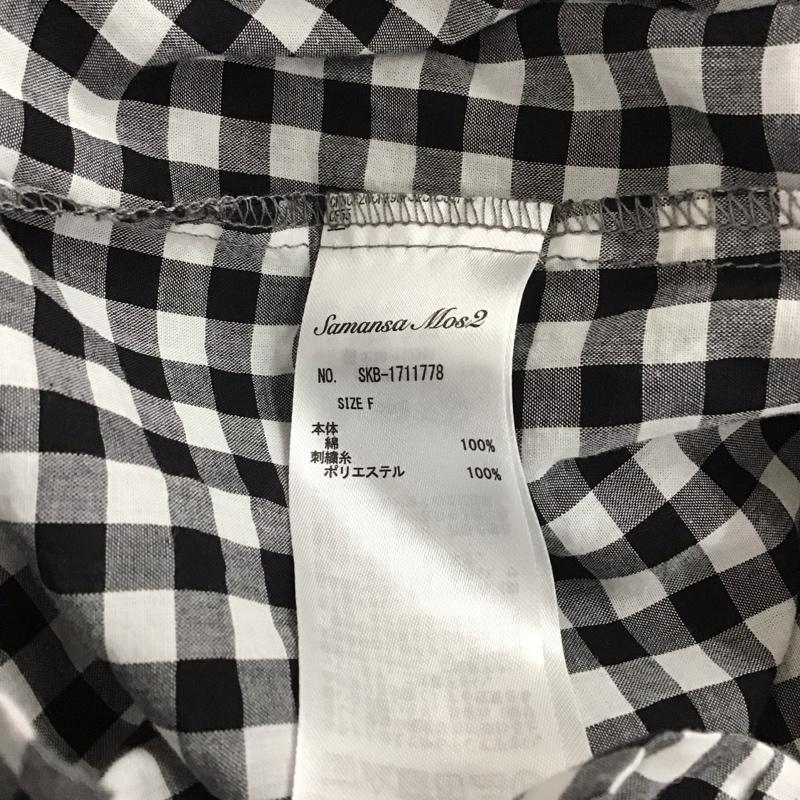 Samansa Mos2
NO. SKB-1711778
SIZE F
本体
綿 100%
刺繍糸
ポリエステル 100%